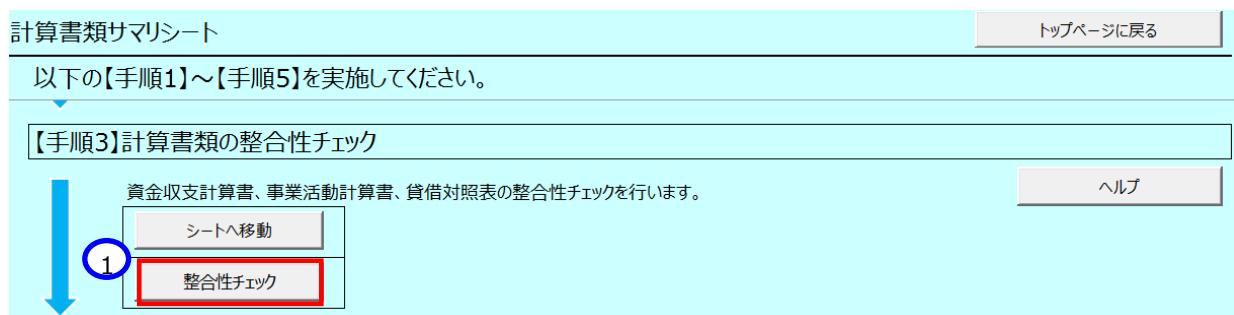 計算書類サマリシート
トップページに戻る
以下の【手順1】～【手順5】を実施してください。
【手順3】計算書類の整合性チェック
資金収支計算書、事業活動計算書、貸借対照表の整合性チェックを行います。
ヘルプ
シートへ移動
1
整合性チェック